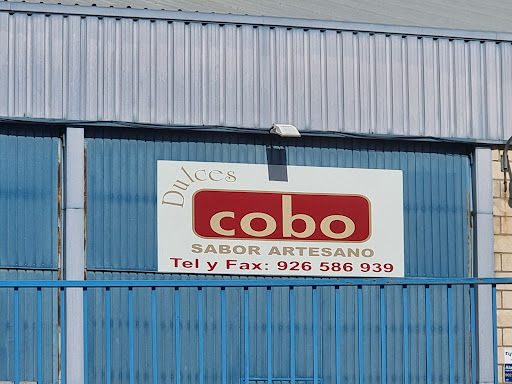 Dulces
cobo
SABOR ARTESANO
Tel y Fax: 926 586 939